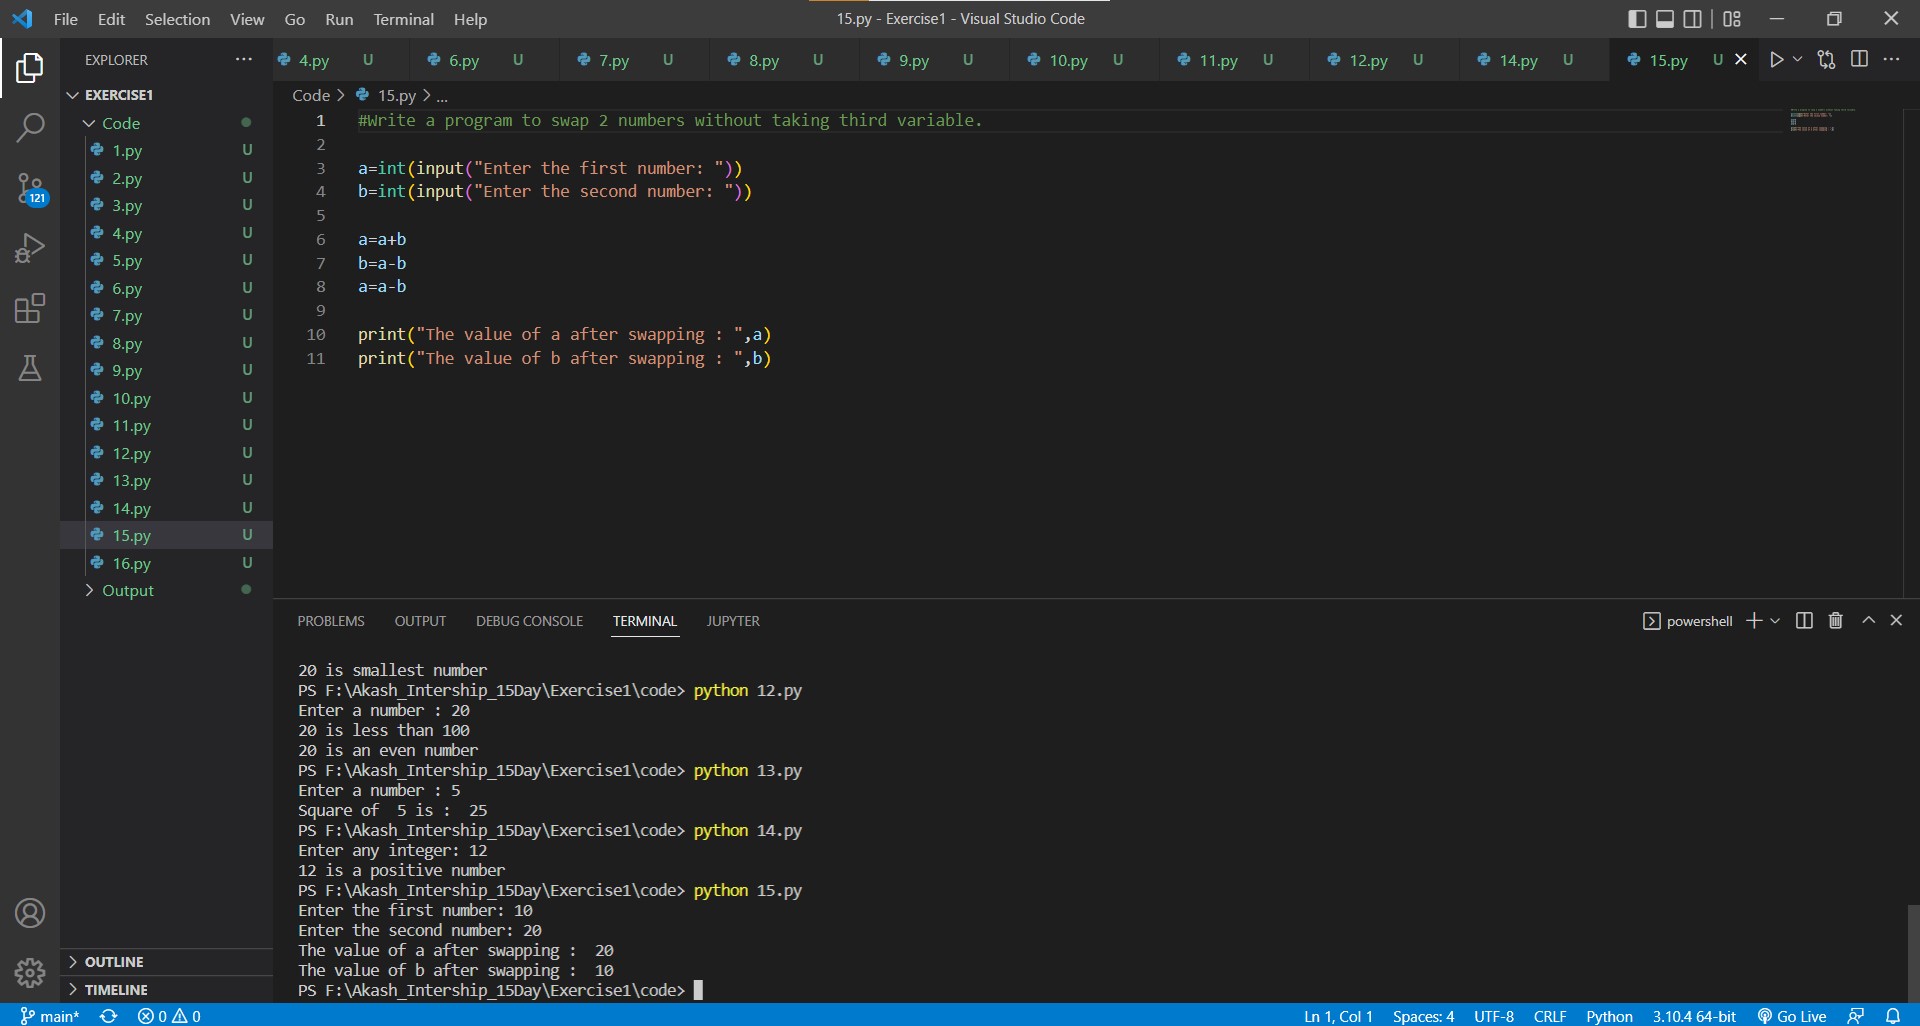 File Edit Selection View Go Run Terminal Help
15.py - Exercise1 - Visual Studio Code
EXPLORER
EXERCISE1
Code
1.py U
2.py U
3.py U
4.py U
5.py U
6.py U
7.py U
8.py U
9.py U
10.py U
11.py U
12.py U
13.py U
14.py U
15.py U
16.py U
Output
OUTLINE
TIMELINE
121
4.py U 6.py U 7.py U 8.py U 9.py U 10.py U 11.py U 12.py U 14.py U 15.py U
Code > 15.py > ...
1 #Write a program to swap 2 numbers without taking third variable.
2
3 a=int(input("Enter the first number: "))
4 b=int(input("Enter the second number: "))
5
6 a=a+b
7 b=a-b
8 a=a-b
9
10 print("The value of a after swapping : ",a)
11 print("The value of b after swapping : ",b)
PROBLEMS OUTPUT DEBUG CONSOLE TERMINAL JUPYTER
powershell
20 is smallest number
PS F:\Akash_Intership_15Day\Exercise1\code> python 12.py
Enter a number : 20
20 is less than 100
20 is an even number
PS F:\Akash_Intership_15Day\Exercise1\code> python 13.py
Enter a number : 5
Square of  5 is :  25
PS F:\Akash_Intership_15Day\Exercise1\code> python 14.py
Enter any integer: 12
12 is a positive number
PS F:\Akash_Intership_15Day\Exercise1\code> python 15.py
Enter the first number: 10
Enter the second number: 20
The value of a after swapping :  20
The value of b after swapping :  10
PS F:\Akash_Intership_15Day\Exercise1\code>
main* 0 0
Ln 1, Col 1 Spaces: 4 UTF-8 CRLF Python 3.10.4 64-bit Go Live